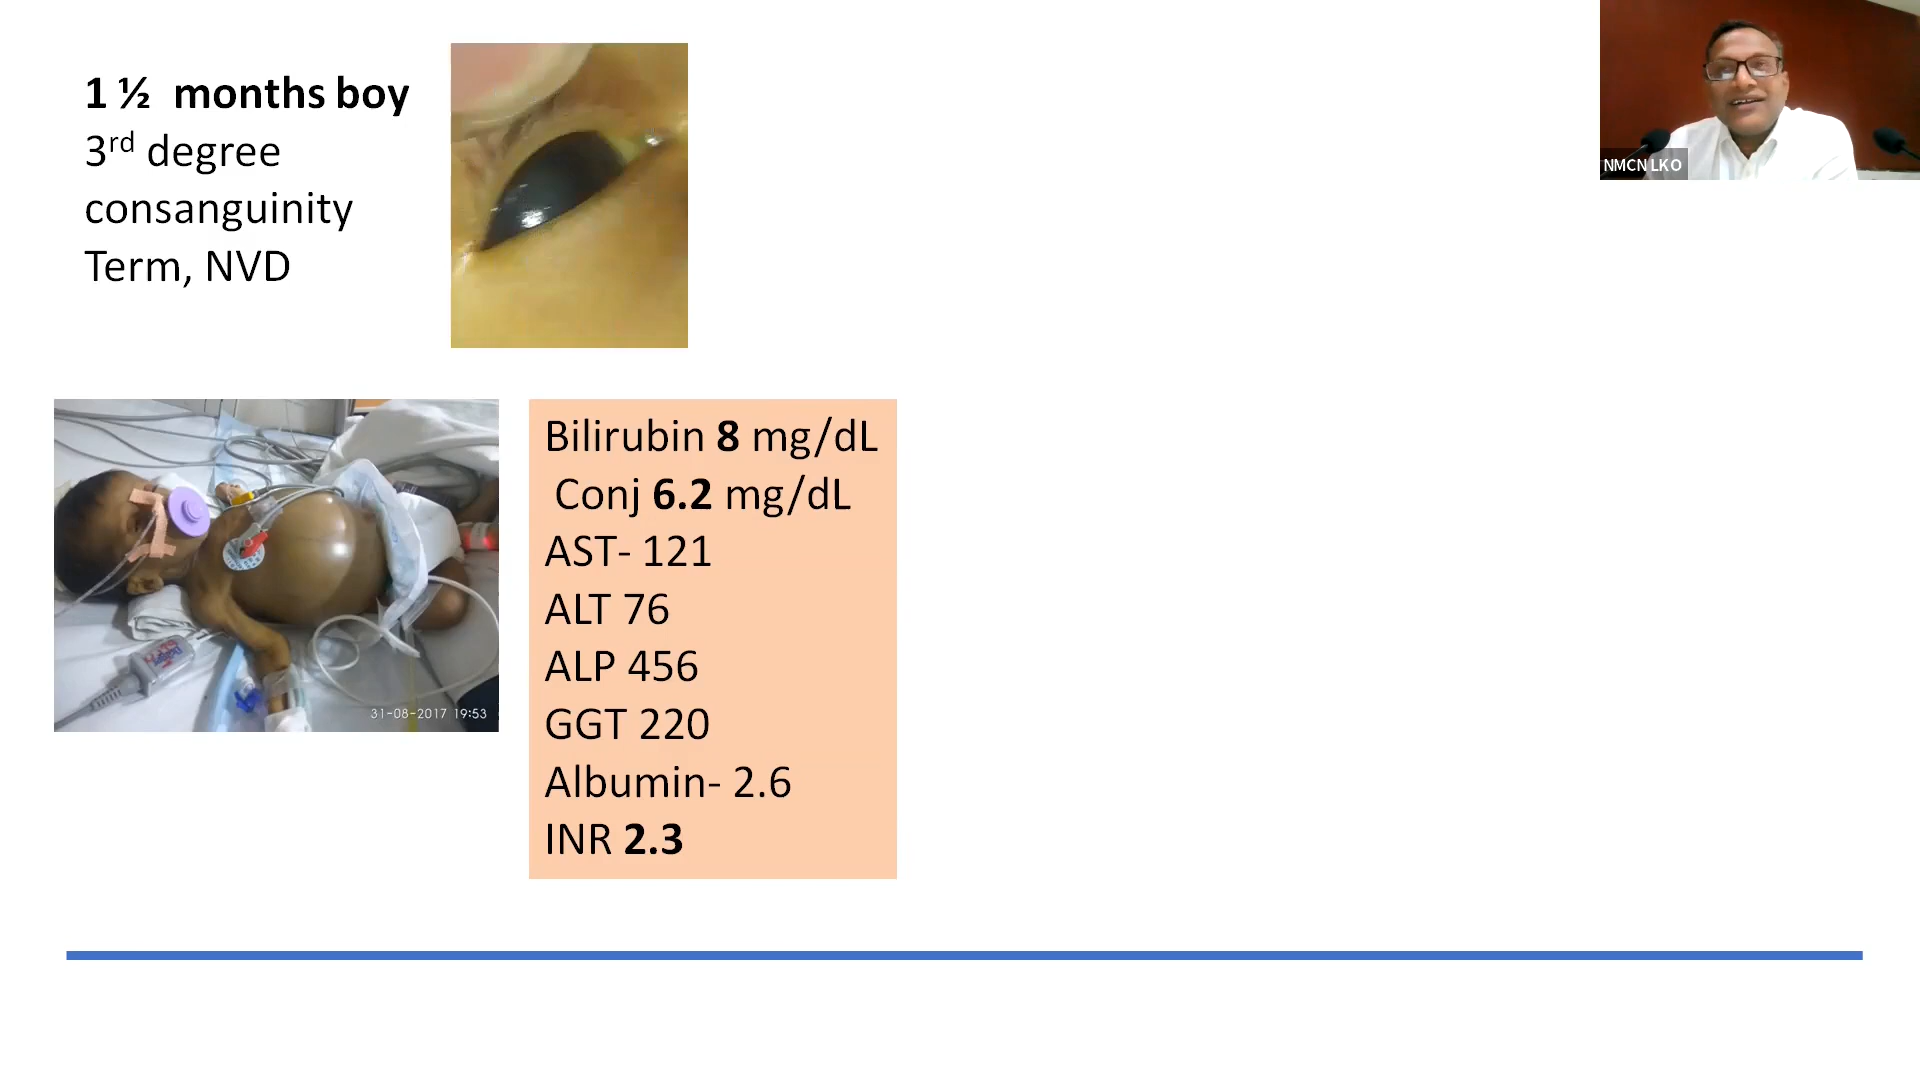 1 ½ months boy
3rd degree
consanguinity
Term, NVD
NMCN LKO
31-08-2017 19:53
Bilirubin 8 mg/dL
Conj 6.2 mg/dL
AST- 121
ALT 76
ALP 456
GGT 220
Albumin- 2.6
INR 2.3